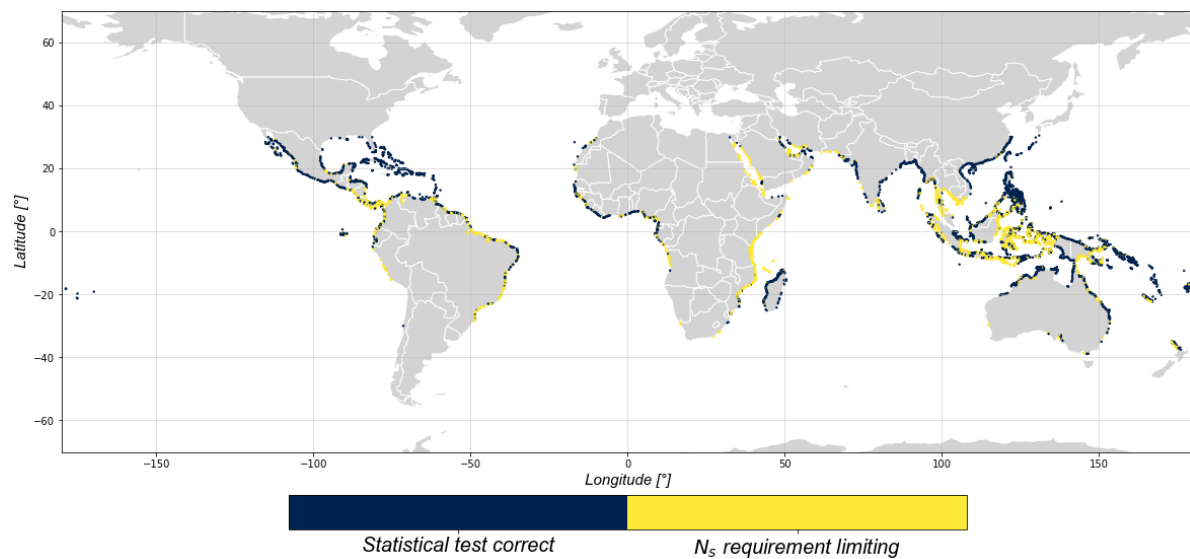 60
40
20
0
−20
−40
−60
Latitude [°]
−150 −100 −50 0 50 100 150
Longitude [°]
Statistical test correct Ns requirement limiting